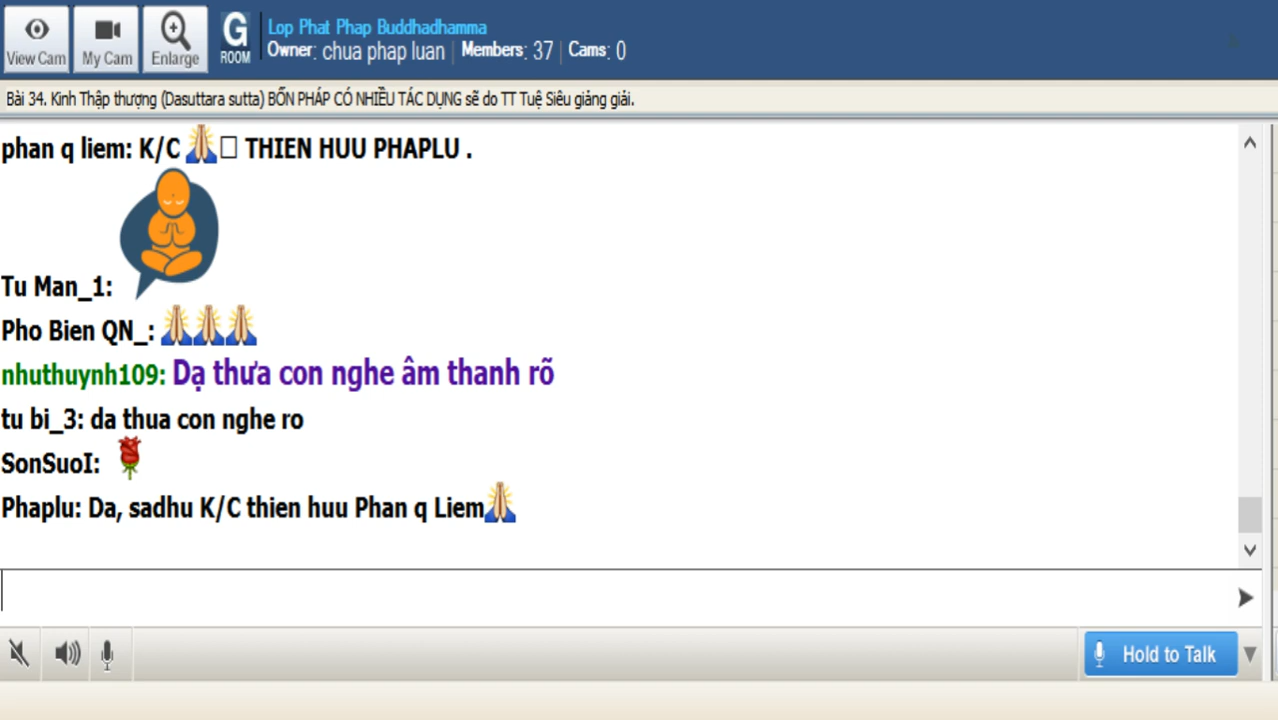 View Cam
My Cam
Enlarge
G
ROOM
Lop Phat Phap Buddhadhamma
Owner: chua phap luan | Members: 37 | Cams: 0
Bài 34. Kinh Thập thượng (Dasuttara sutta) BỐN PHÁP CÓ NHIỀU TÁC DỤNG sẽ do TT Tuệ Siêu giảng giải.
phan q liem: K/C 🙏□ THIEN HUU PHAPLU .
Tu Man_1:
Pho Bien QN_: 🙏🙏🙏
nhuthuynh109: Dạ thưa con nghe âm thanh rõ
tu bi_3: da thua con nghe ro
SonSuoI: 🌹
Phaplu: Da, sadhu K/C thien huu Phan q Liem🙏
Hold to Talk